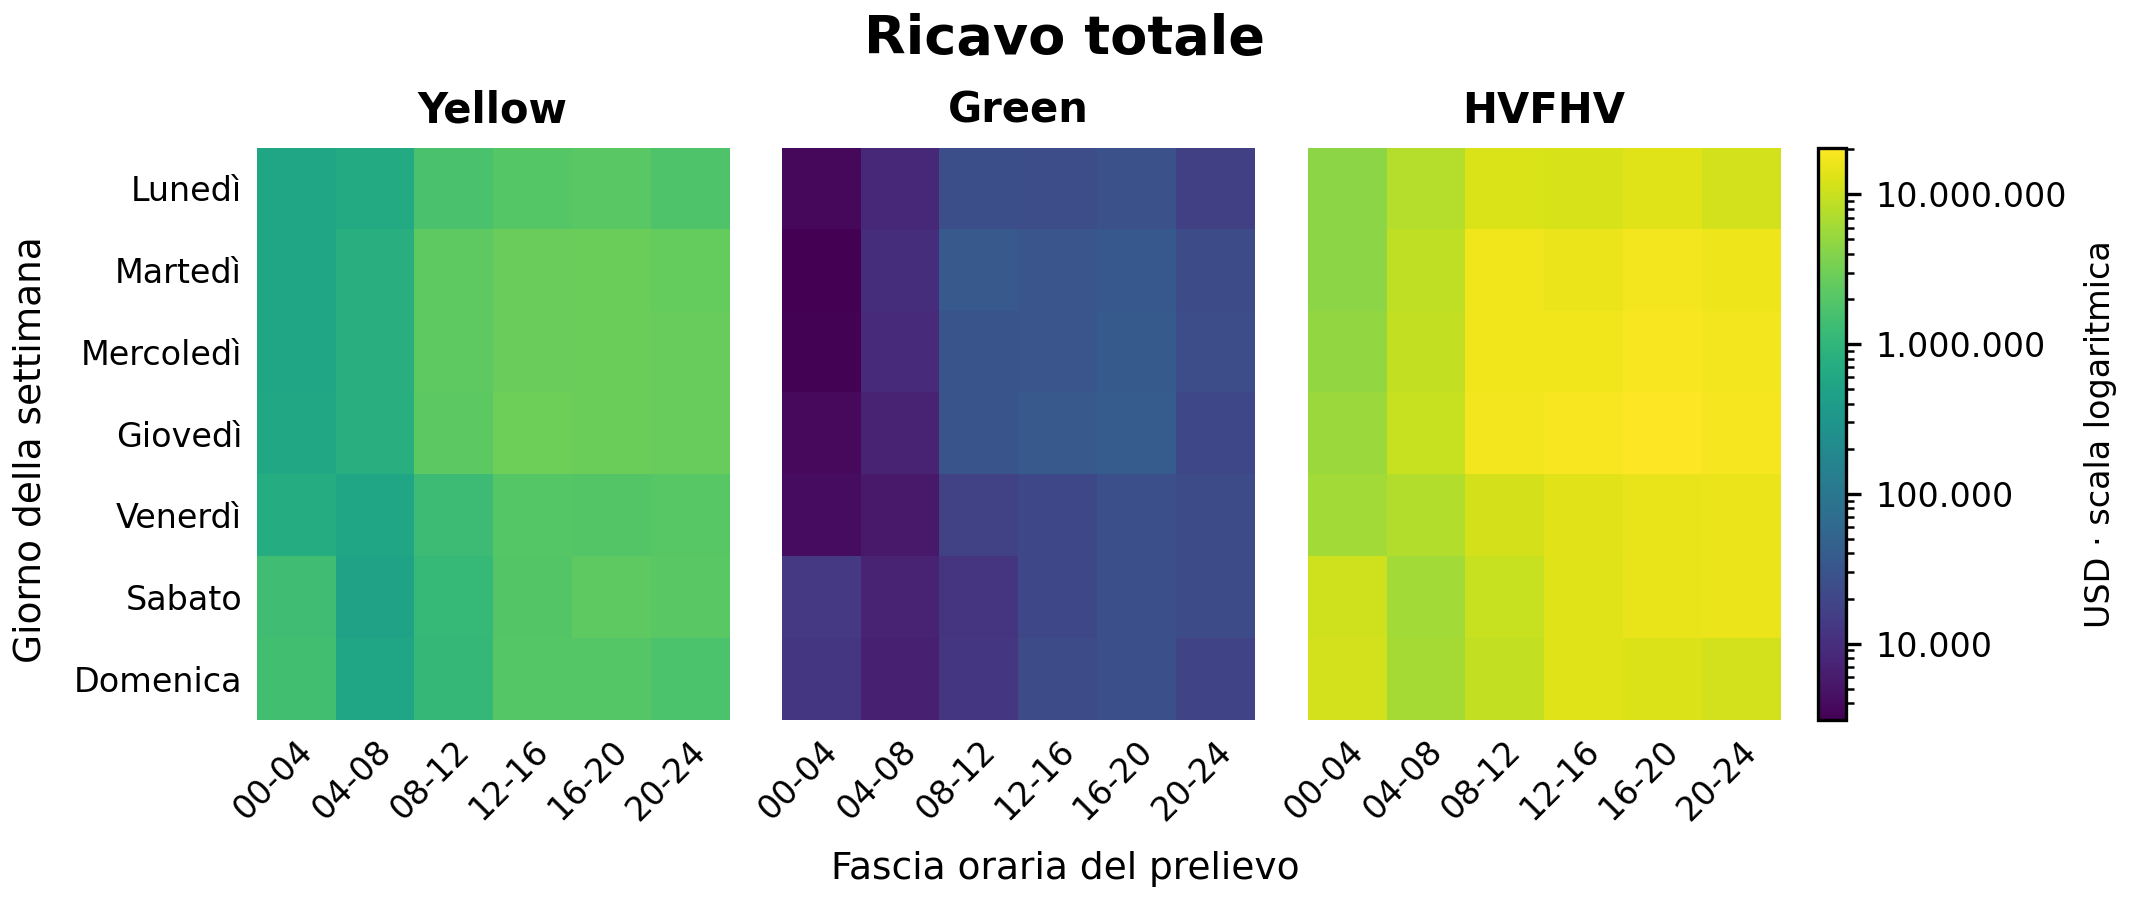 Ricavo totale
Yellow
Green
HVFHV
Giorno della settimana
Lunedì
Martedì
Mercoledì
Giovedì
Venerdì
Sabato
Domenica
00-04 04-08 08-12 12-16 16-20 20-24
00-04 04-08 08-12 12-16 16-20 20-24
00-04 04-08 08-12 12-16 16-20 20-24
Fascia oraria del prelievo
10.000.000
1.000.000
100.000
10.000
USD · scala logaritmica